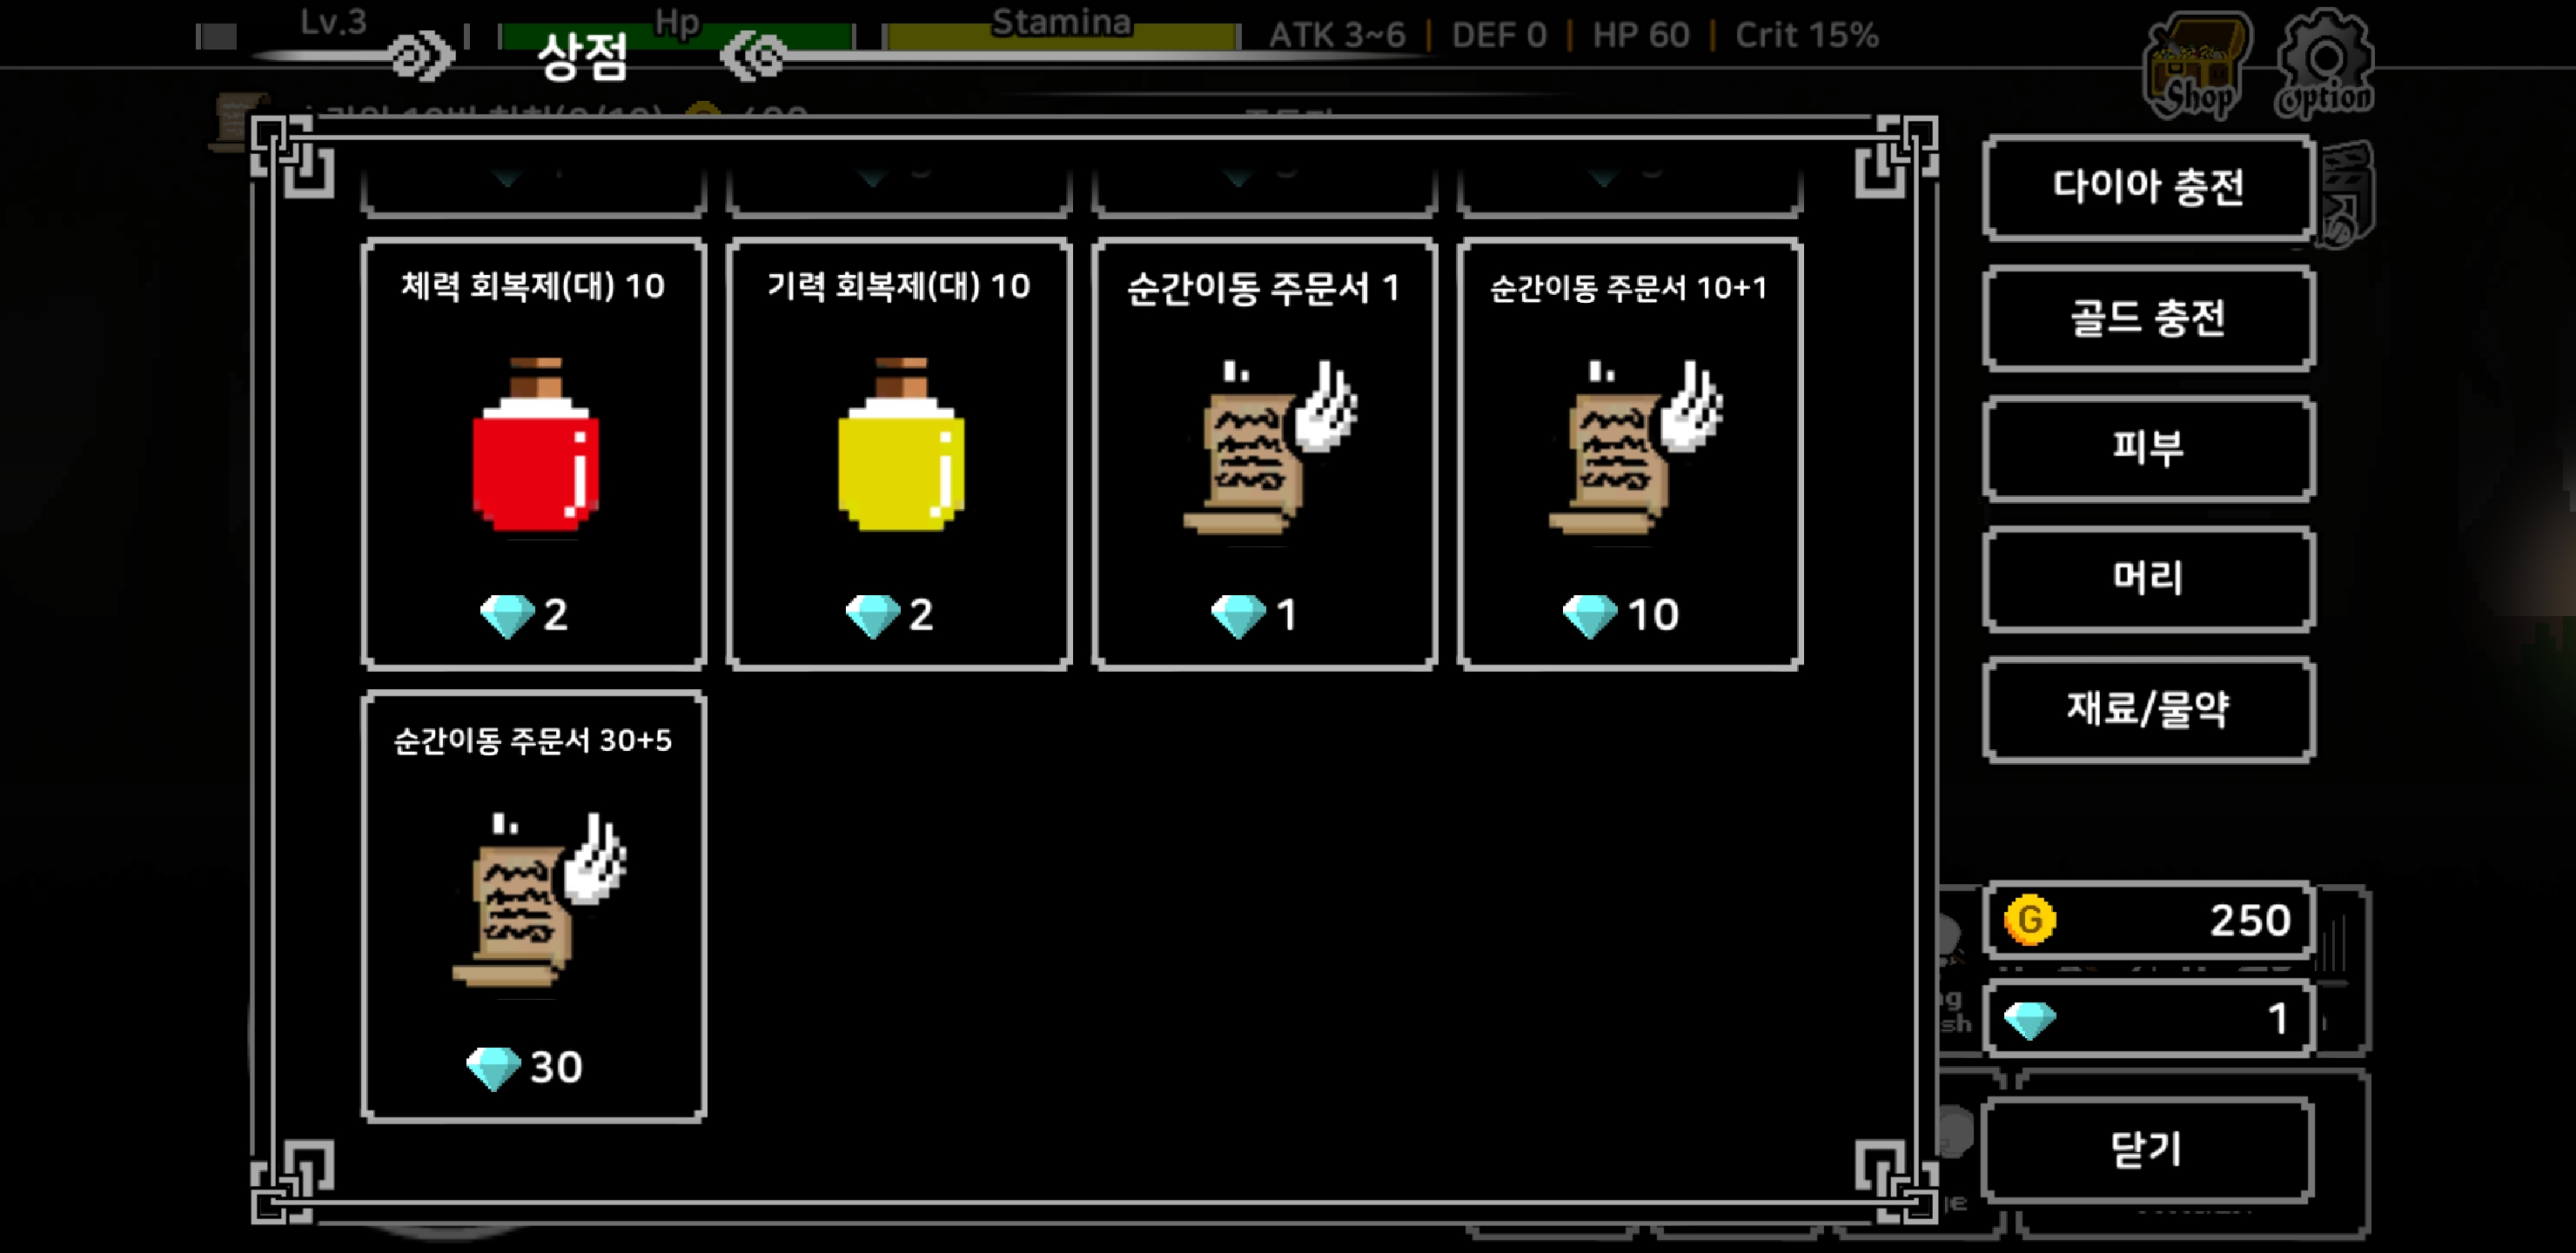 Lv.3
Hp
Stamina
ATK 3~6 | DEF 0 | HP 60 | Crit 15%
상점
Shop
Option
다이아 충전
골드 충전
피부
머리
재료/물약
체력 회복제(대) 10
기력 회복제(대) 10
순간이동 주문서 1
순간이동 주문서 10+1
2
2
1
10
순간이동 주문서 30+5
30
G 250
1
닫기